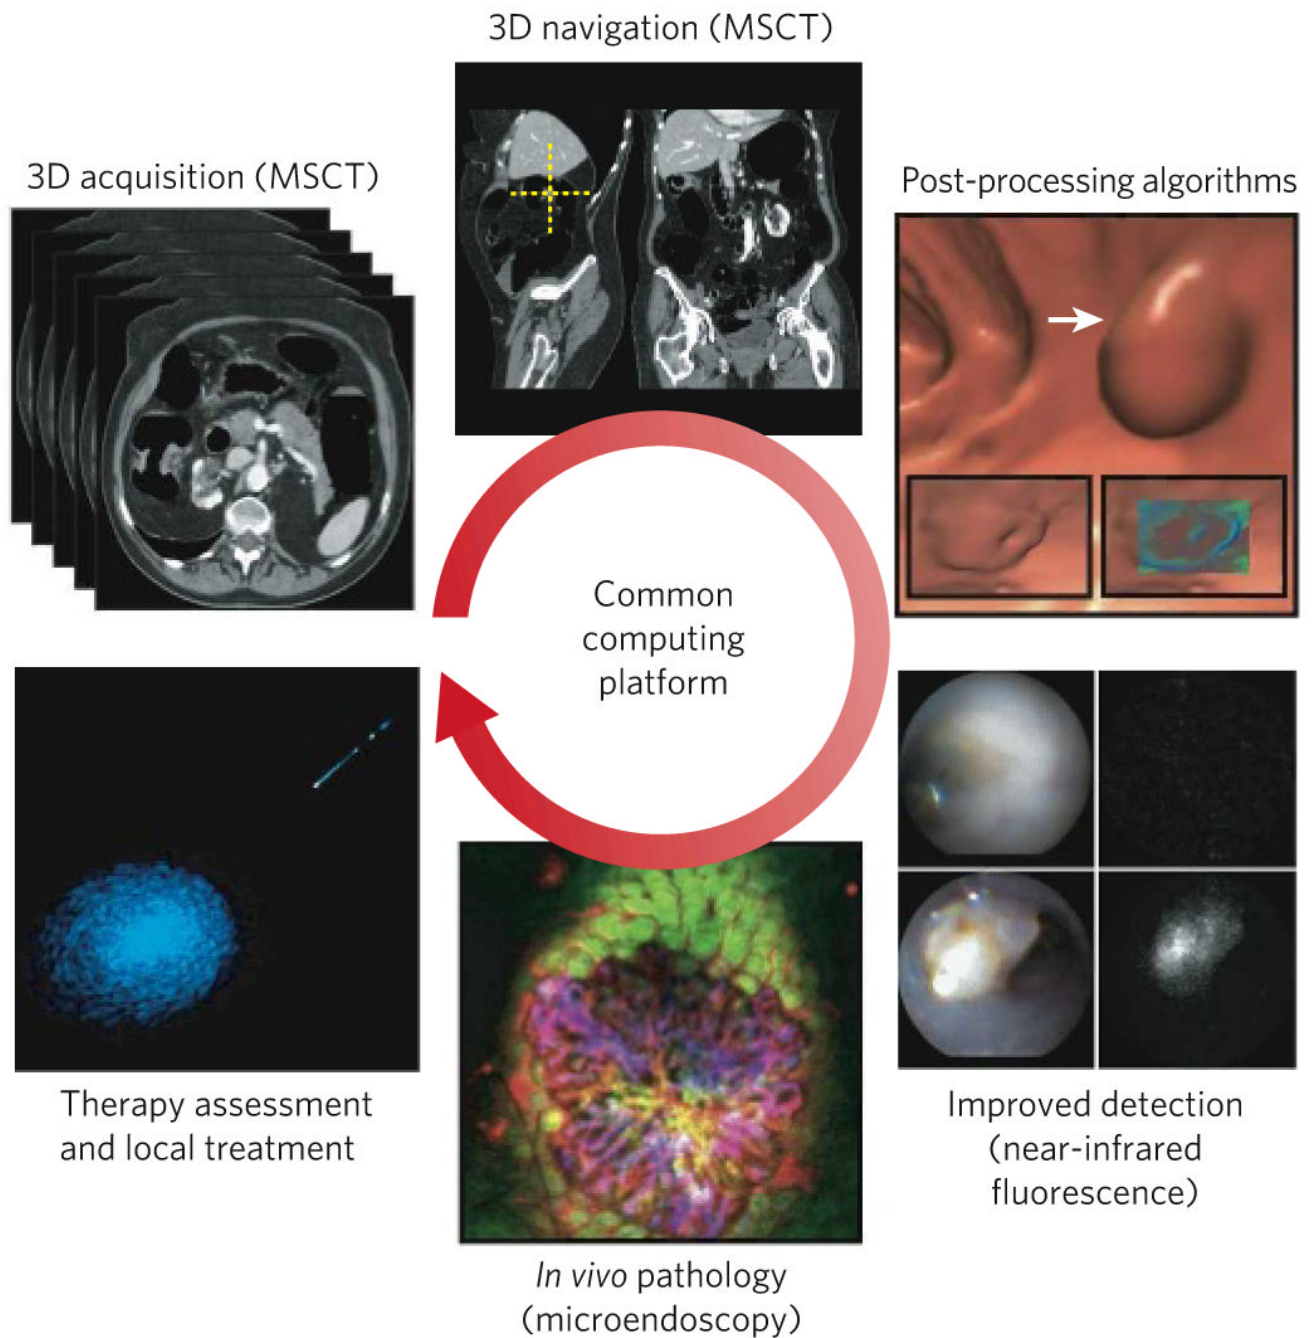 3D navigation (MSCT)
3D acquisition (MSCT)
Post-processing algorithms
Common
computing
platform
Therapy assessment
and local treatment
Improved detection
(near-infrared
fluorescence)
In vivo pathology
(microendoscopy)